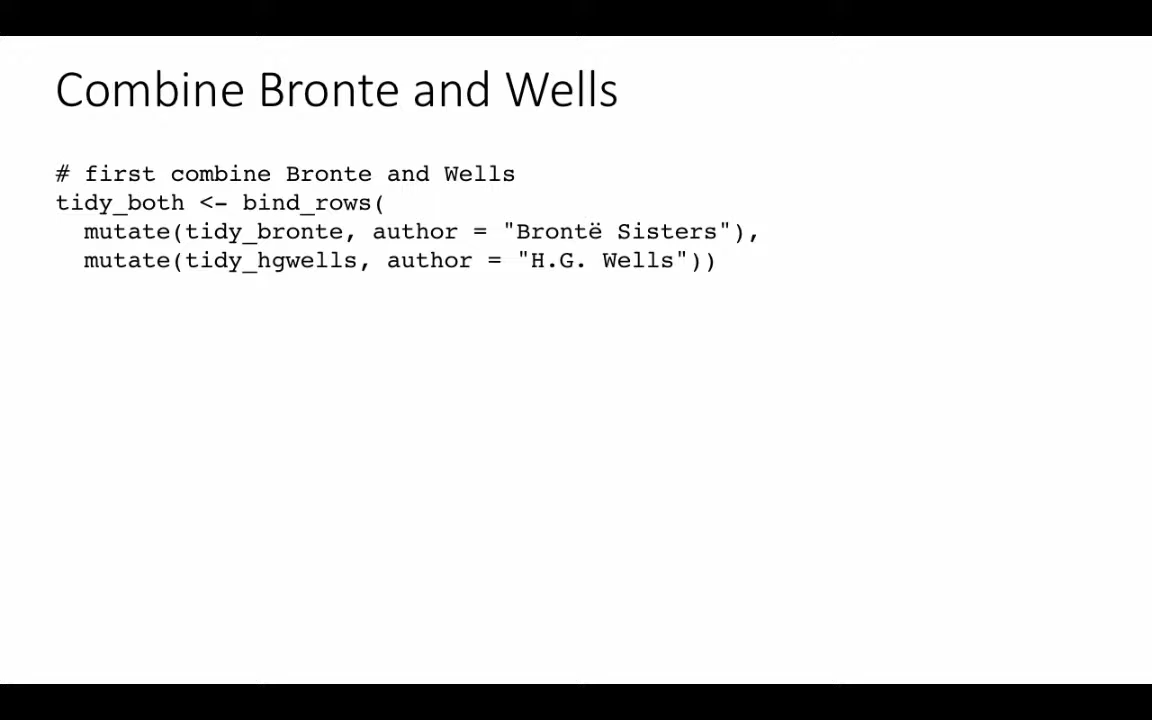 Combine Bronte and Wells
# first combine Bronte and Wells
tidy_both <- bind_rows(
  mutate(tidy_bronte, author = "Brontë Sisters"),
  mutate(tidy_hgwells, author = "H.G. Wells"))